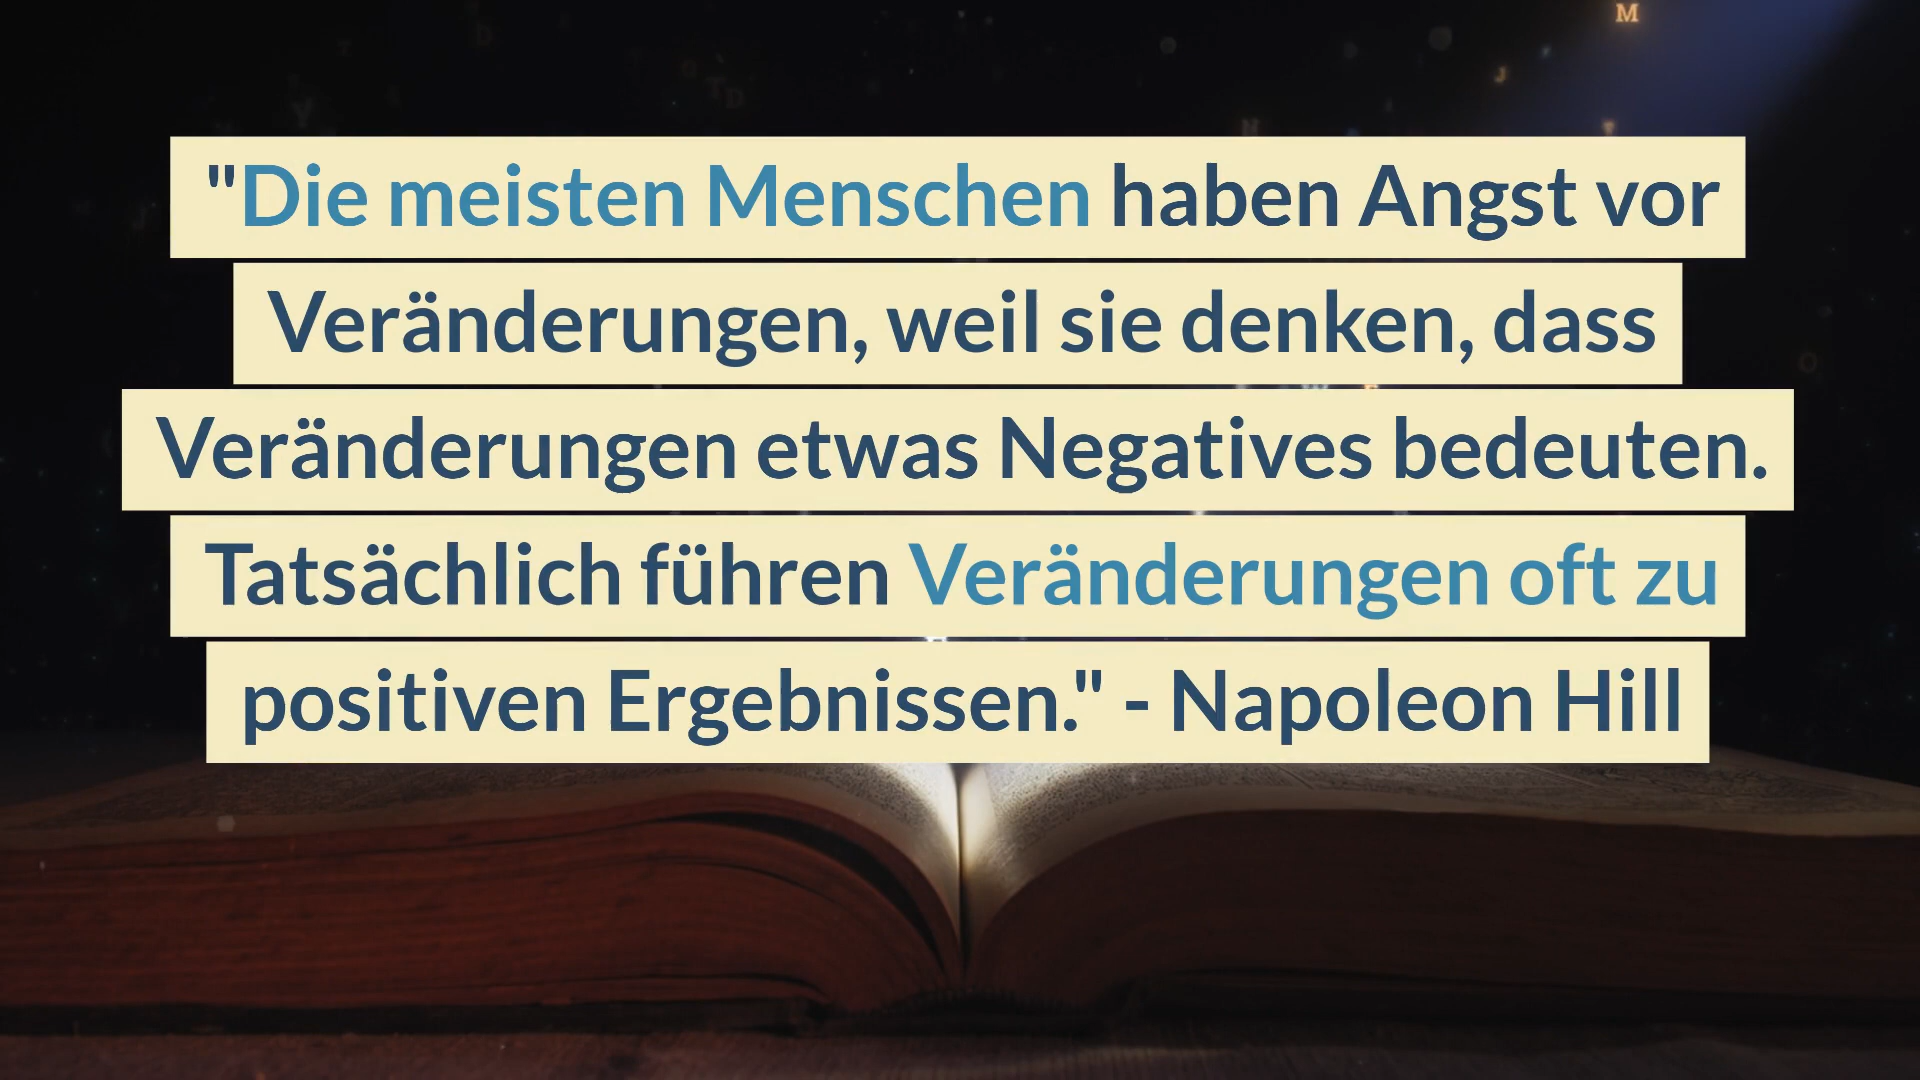 "Die meisten Menschen haben Angst vor
Veränderungen, weil sie denken, dass
Veränderungen etwas Negatives bedeuten.
Tatsächlich führen Veränderungen oft zu
positiven Ergebnissen." - Napoleon Hill